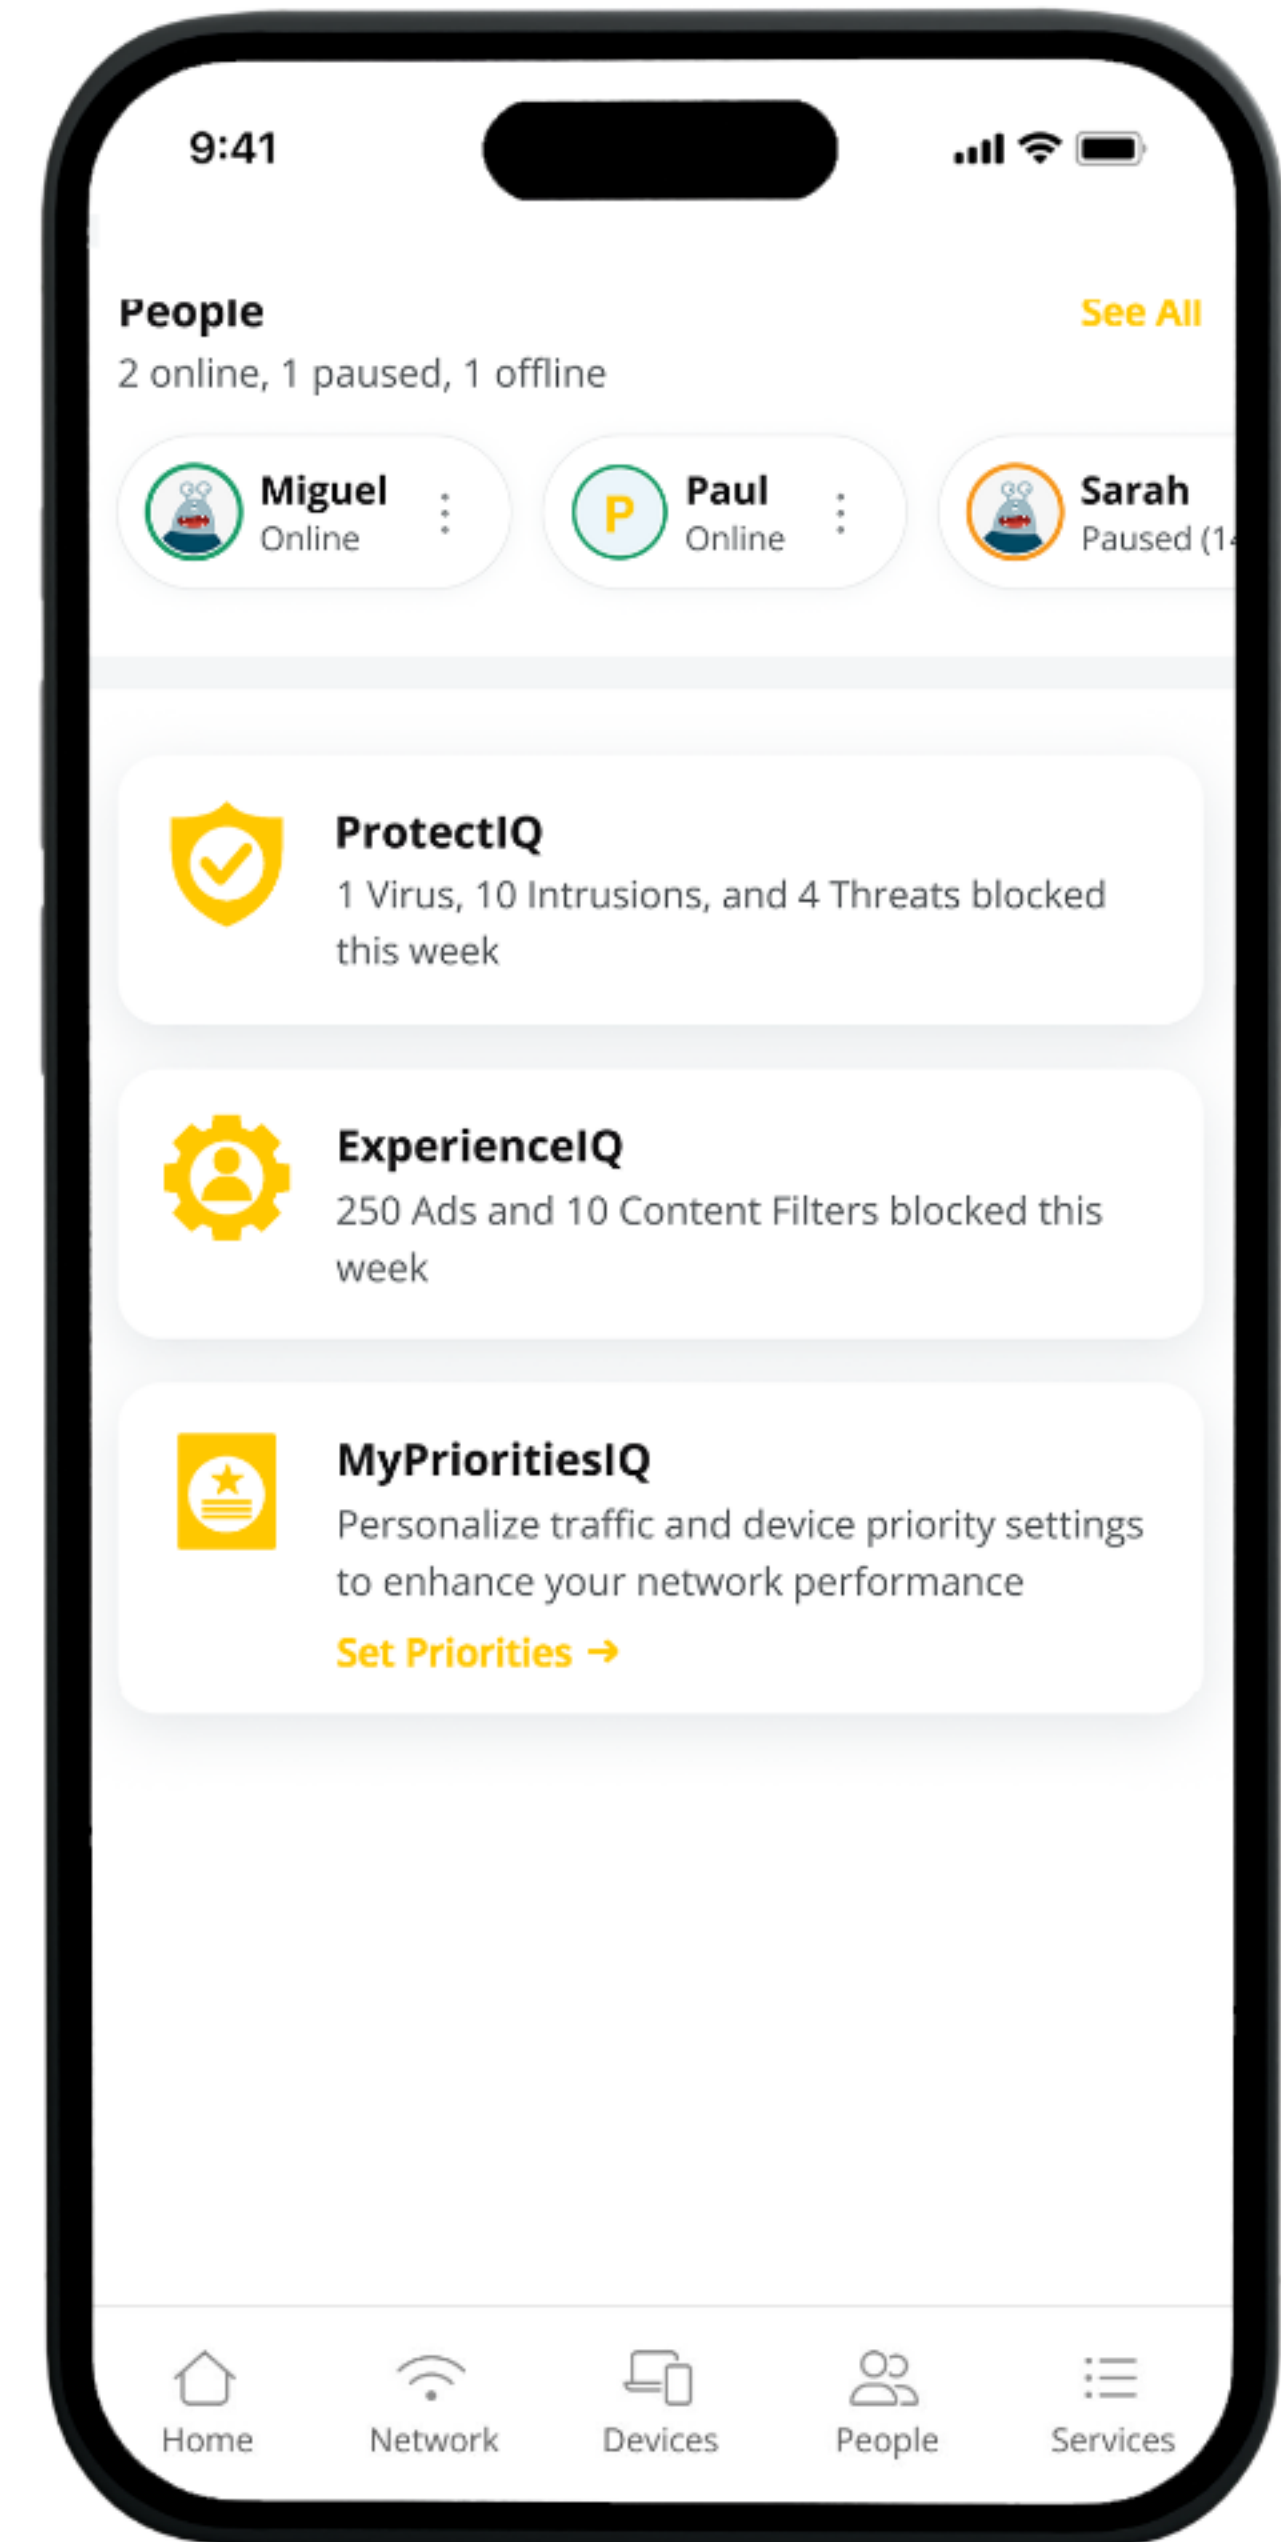 9:41
People
See All
2 online, 1 paused, 1 offline
Miguel
Online
P
Paul
Online
Sarah
Paused
ProtectIQ
1 Virus, 10 Intrusions, and 4 Threats blocked
this week
ExperienceIQ
250 Ads and 10 Content Filters blocked this
week
MyPrioritiesIQ
Personalize traffic and device priority settings
to enhance your network performance
Set Priorities →
Home
Network
Devices
People
Services